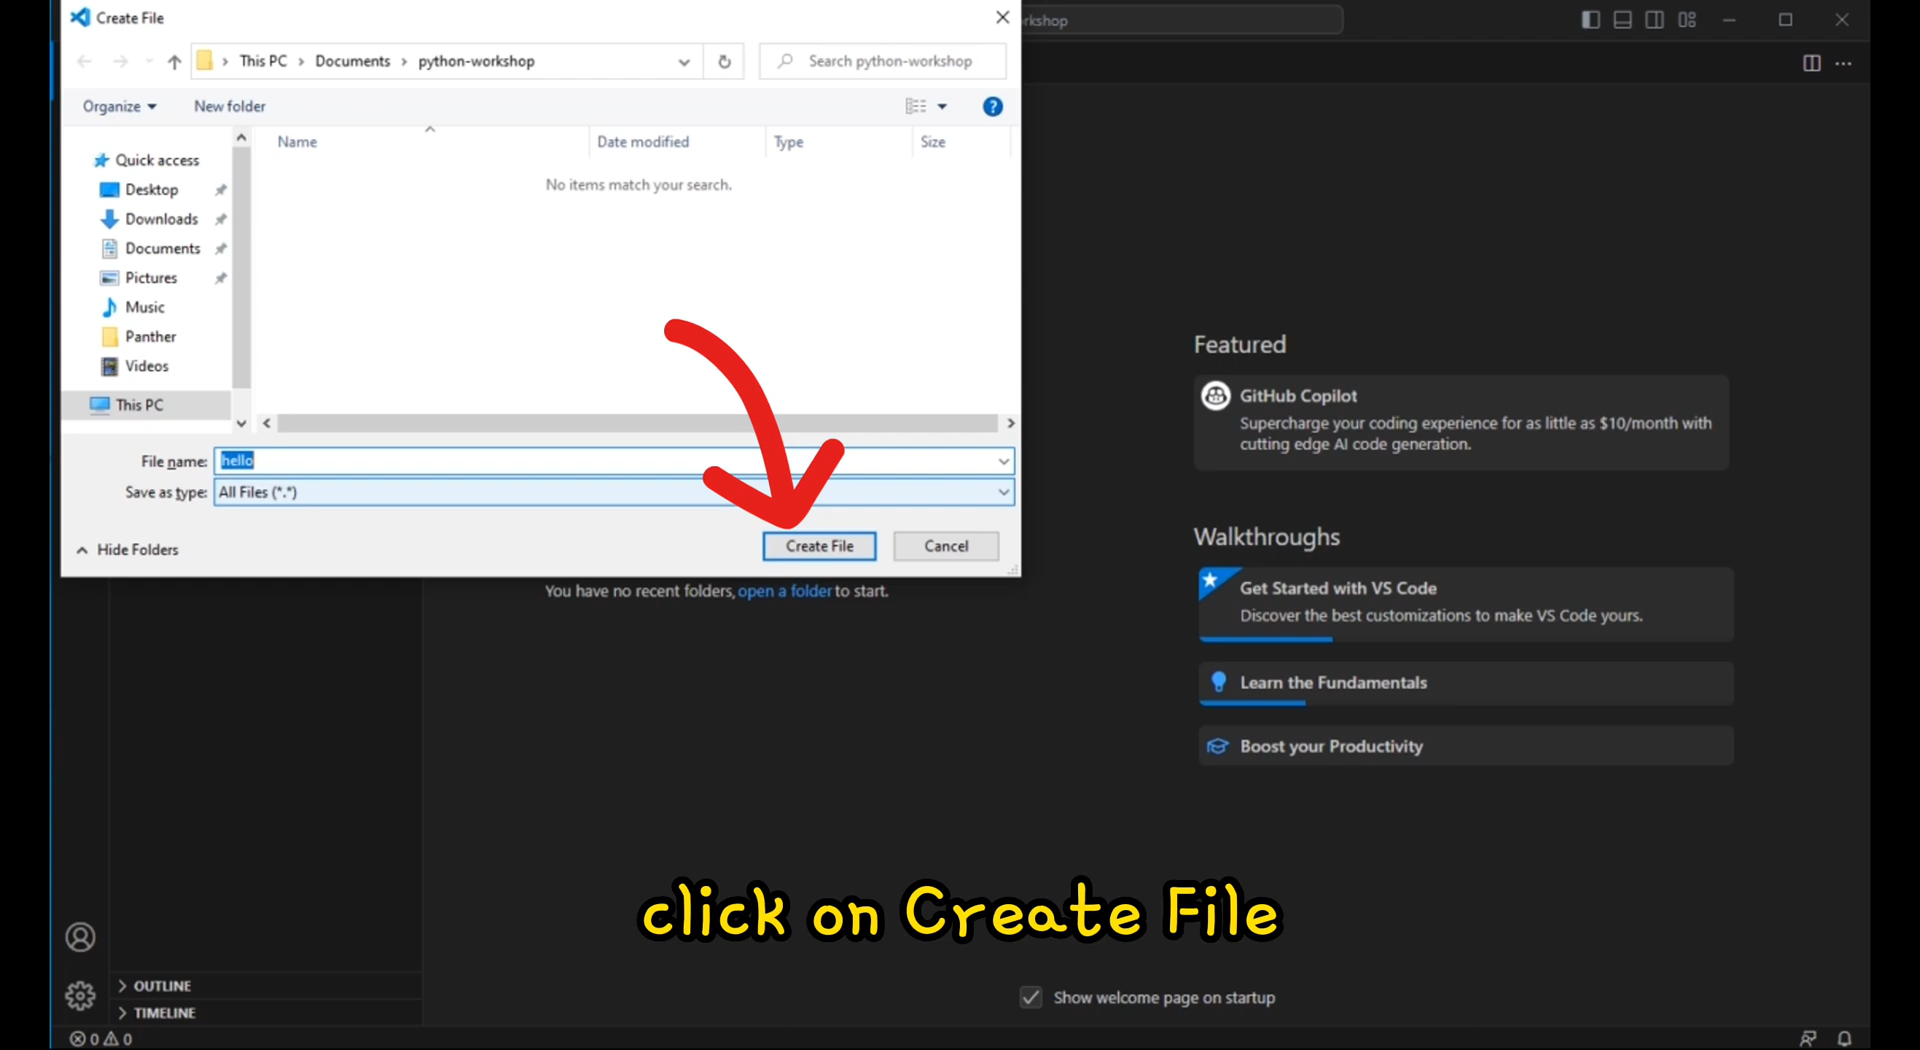 Create File
rkshop
This PC > Documents > python-workshop
Search python-workshop
Organize
New folder
Name
Date modified
Type
Size
Quick access
Desktop
Downloads
Documents
Pictures
Music
Panther
Videos
This PC
No items match your search.
File name: hello
Save as type: All Files (*.*)
Hide Folders
Create File
Cancel
You have no recent folders, open a folder to start.
Featured
GitHub Copilot
Supercharge your coding experience for as little as $10/month with
cutting edge AI code generation.
Walkthroughs
Get Started with VS Code
Discover the best customizations to make VS Code yours.
Learn the Fundamentals
Boost your Productivity
click on Create File
OUTLINE
TIMELINE
Show welcome page on startup
0 0